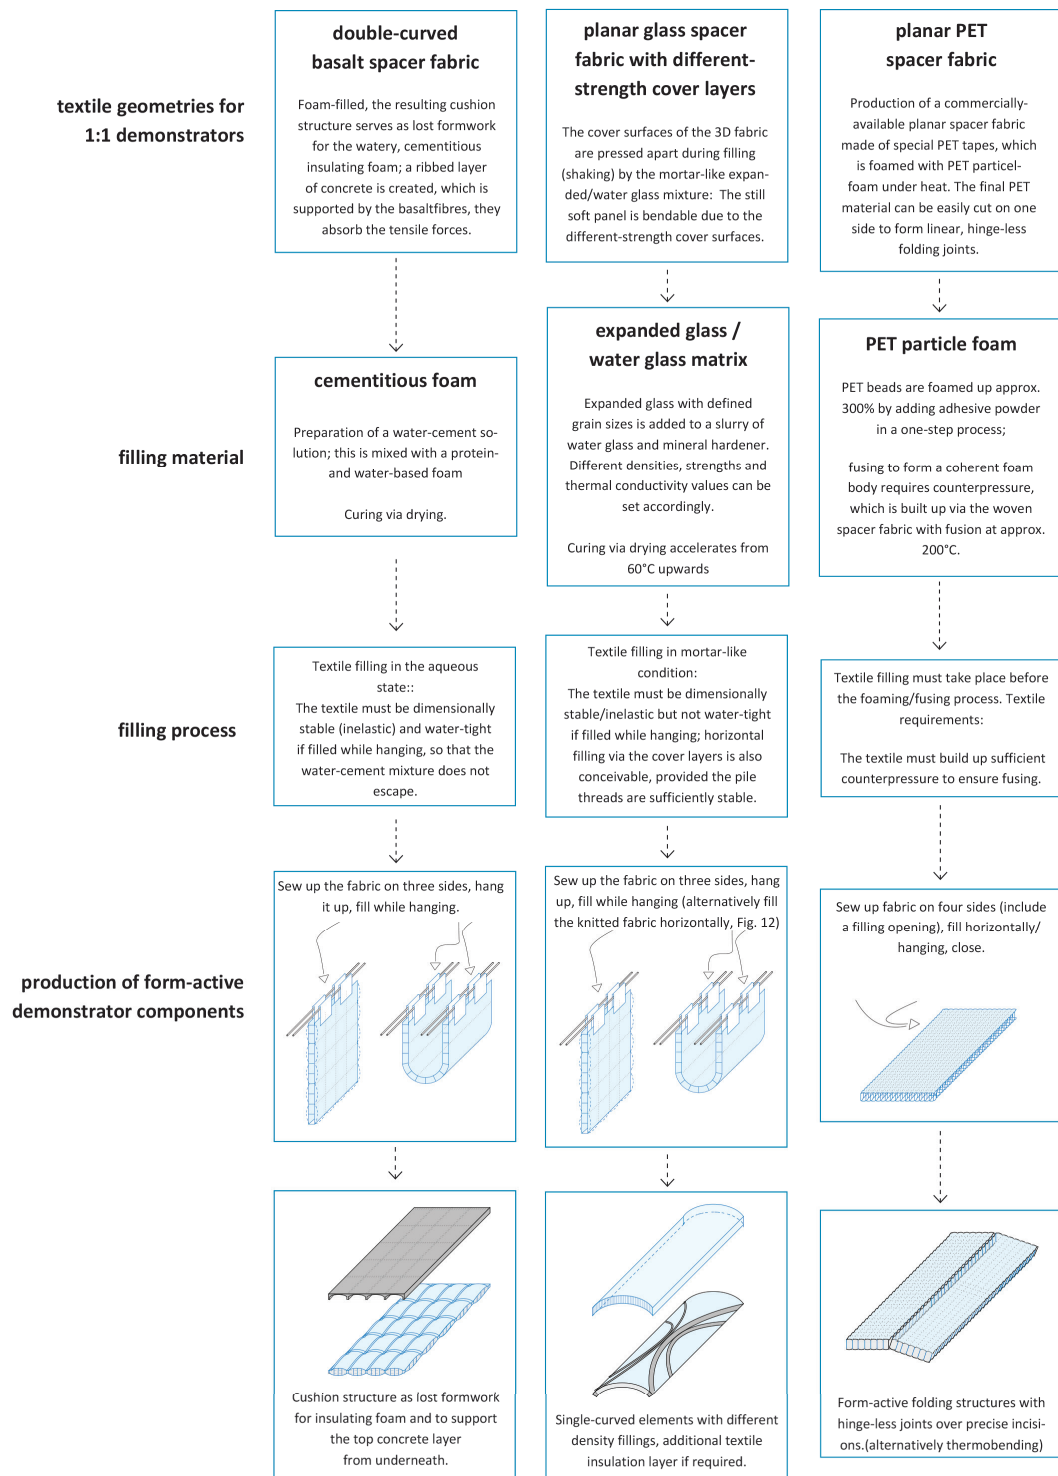 textile geometries for
1:1 demonstrators
double-curved
basalt spacer fabric
Foam-filled, the resulting cushion
structure serves as lost formwork
for the watery, cementitious
insulating foam; a ribbed layer
of concrete is created, which is
supported by the basaltfibres, they
absorb the tensile forces.
planar glass spacer
fabric with different-
strength cover layers
The cover surfaces of the 3D fabric
are pressed apart during filling
(shaking) by the mortar-like expan-
ded/water glass mixture:  The still
soft panel is bendable due to the
different-strength cover surfaces.
planar PET
spacer fabric
Production of a commercially-
available planar spacer fabric
made of special PET tapes, which
is foamed with PET particel-
foam under heat. The final PET
material can be easily cut on one
side to form linear, hinge-less
folding joints.
filling material
cementitious foam
Preparation of a water-cement so-
lution; this is mixed with a protein-
and water-based foam
Curing via drying.
expanded glass /
water glass matrix
Expanded glass with defined
grain sizes is added to a slurry of
water glass and mineral hardener.
Different densities, strengths and
thermal conductivity values can be
set accordingly.
Curing via drying accelerates from
60°C upwards
PET particle foam
PET beads are foamed up approx.
300% by adding adhesive powder
in a one-step process;
fusing to form a coherent foam
body requires counterpressure,
which is built up via the woven
spacer fabric with fusion at approx.
200°C.
filling process
Textile filling in the aqueous
state::
The textile must be dimensionally
stable (inelastic) and water-tight
if filled while hanging, so that the
water-cement mixture does not
escape.
Textile filling in mortar-like
condition:
The textile must be dimensionally
stable/inelastic but not water-tight
if filled while hanging; horizontal
filling via the cover layers is also
conceivable, provided the pile
threads are sufficiently stable.
Textile filling must take place before
the foaming/fusing process. Textile
requirements:
The textile must build up sufficient
counterpressure to ensure fusing.
production of form-active
demonstrator components
Sew up the fabric on three sides, hang
it up, fill while hanging.
Sew up the fabric on three sides, hang
up, fill while hanging (alternatively fill
the knitted fabric horizontally, Fig. 12)
Sew up fabric on four sides (include
a filling opening), fill horizontally/
hanging, close.
Cushion structure as lost formwork
for insulating foam and to support
the top concrete layer
from underneath.
Single-curved elements with different
density fillings, additional textile
insulation layer if required.
Form-active folding structures with
hinge-less joints over precise incisi-
ons.(alternatively thermobending)